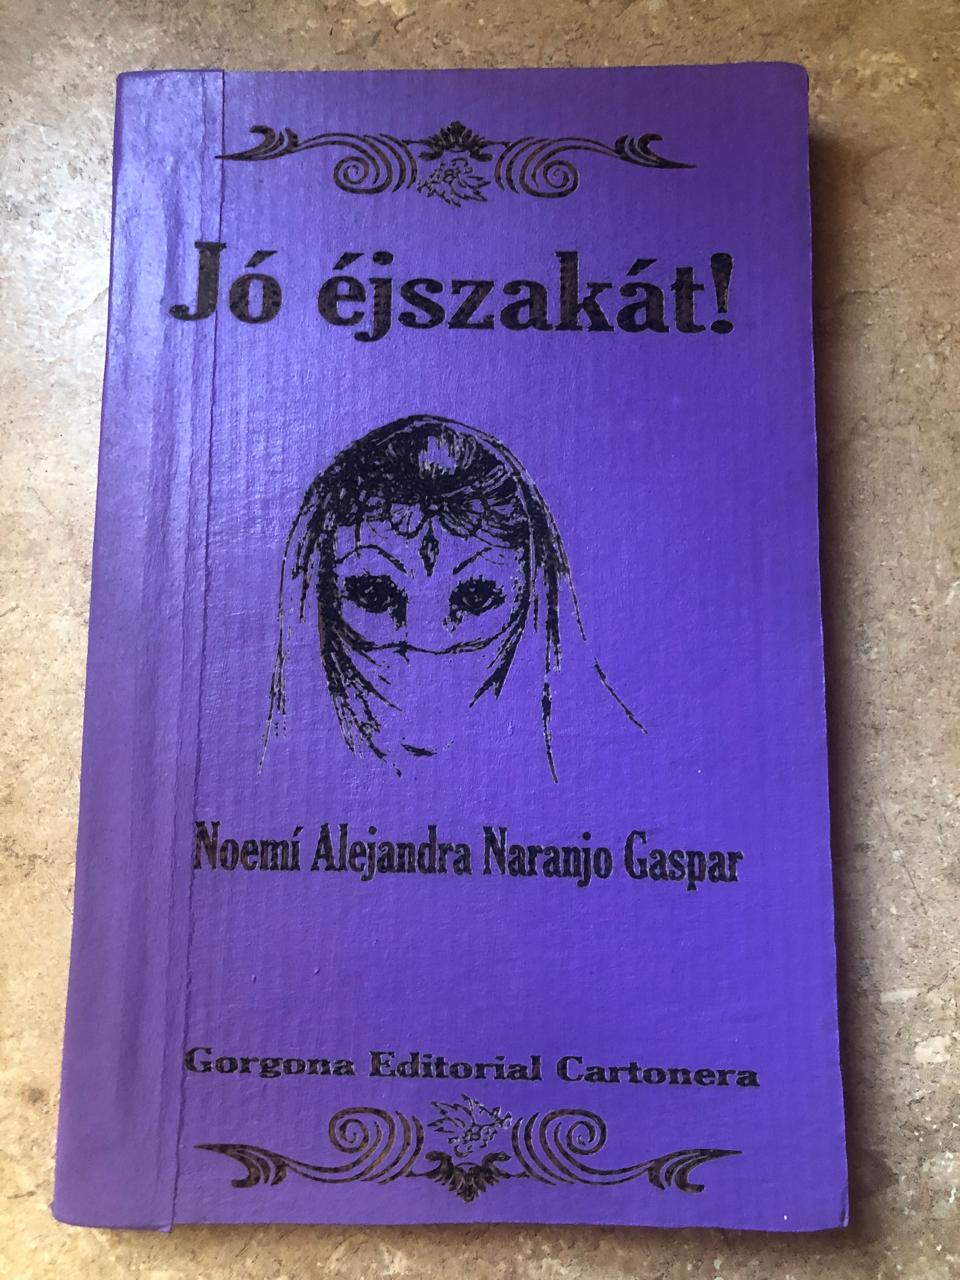 Jó éjszakát!
Noemí Alejandra Naranjo Gaspar
Gorgona Editorial Cartonera